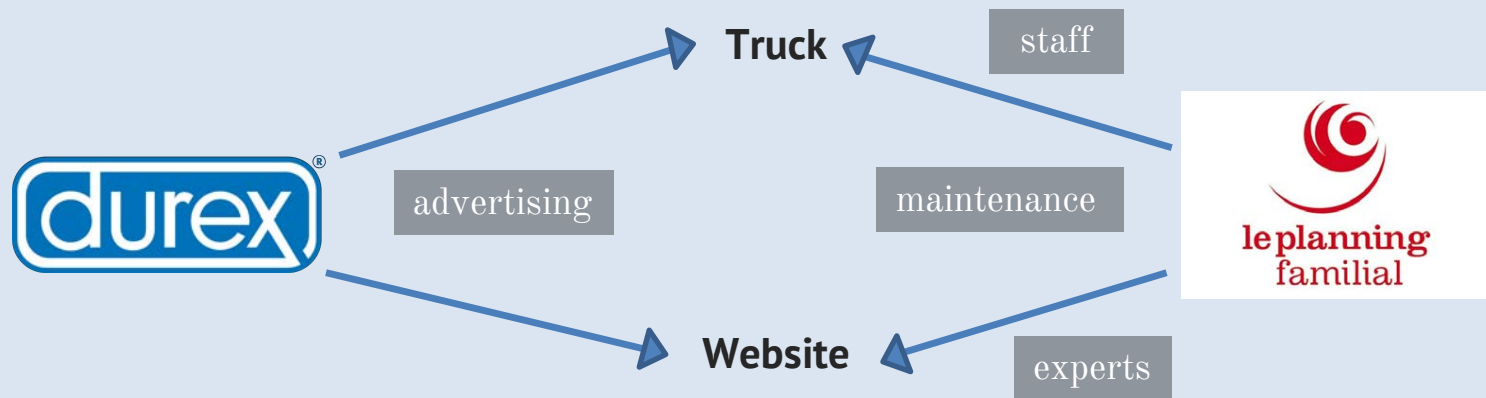 Truck
staff
durex®
advertising
maintenance
le planning
familial
Website
experts